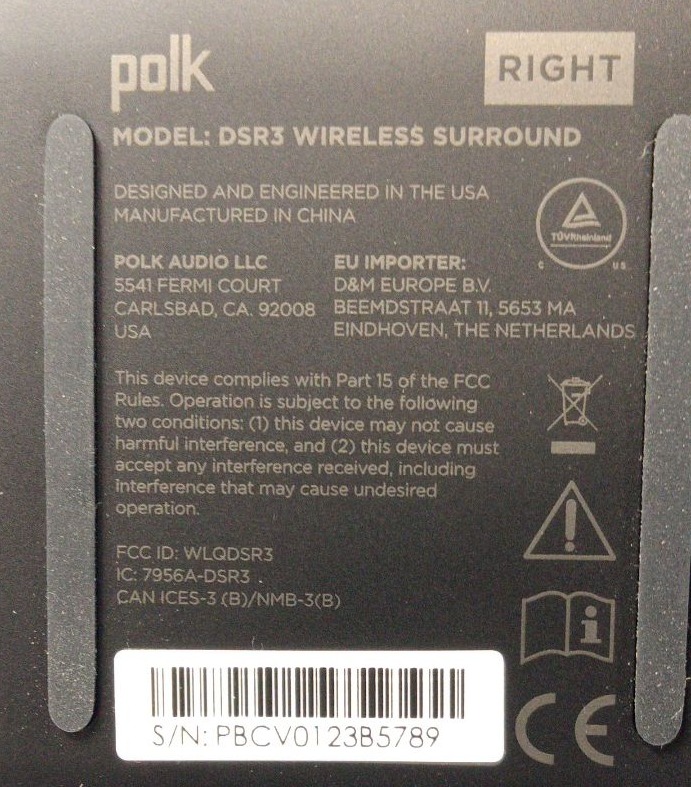 polk
RIGHT
MODEL: DSR3 WIRELESS SURROUND
DESIGNED AND ENGINEERED IN THE USA
MANUFACTURED IN CHINA
TÜVRheinland
C US
POLK AUDIO LLC
5541 FERMI COURT
CARLSBAD, CA. 92008
USA
EU IMPORTER:
D&M EUROPE B.V.
BEEMDSTRAAT 11, 5653 MA
EINDHOVEN, THE NETHERLANDS
This device complies with Part 15 of the FCC
Rules. Operation is subject to the following
two conditions: (1) this device may not cause
harmful interference, and (2) this device must
accept any interference received, including
interference that may cause undesired
operation.
FCC ID: WLQDSR3
IC: 7956A-DSR3
CAN ICES-3 (B)/NMB-3(B)
S/N: PBCV0123B5789
CE